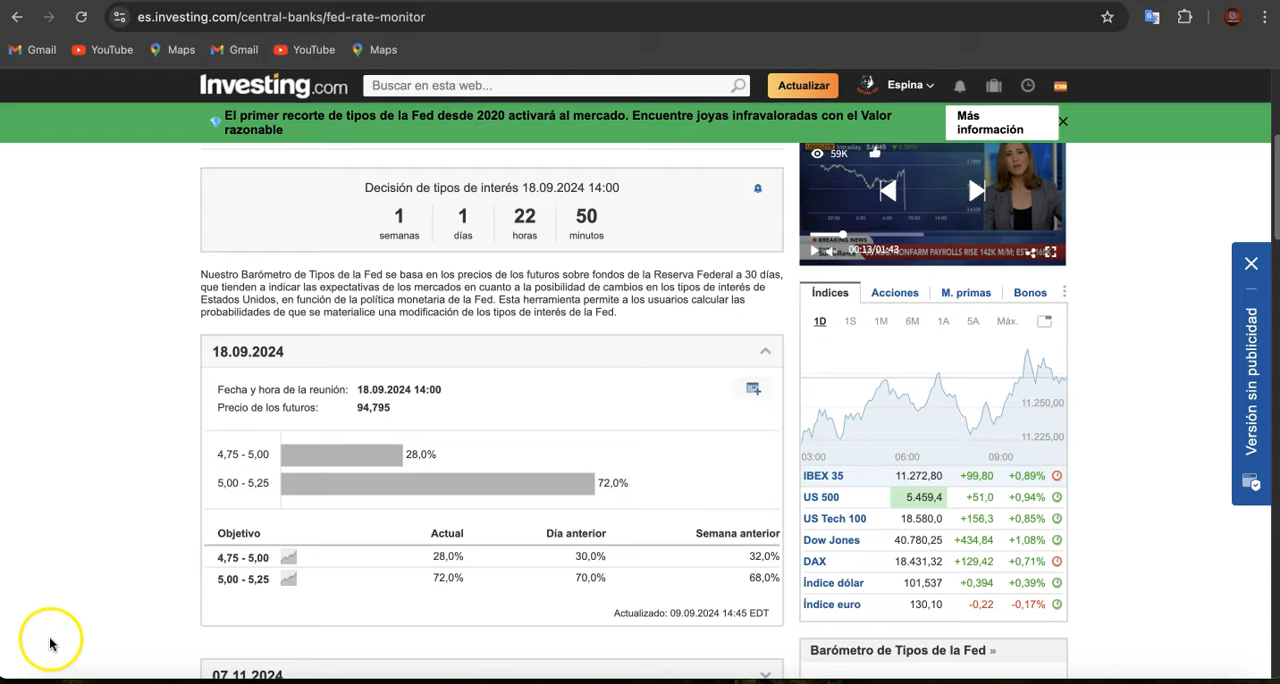 es.investing.com/central-banks/fed-rate-monitor
Gmail YouTube Maps Gmail YouTube Maps
Investing.com Buscar en esta web... Actualizar Espina
El primer recorte de tipos de la Fed desde 2020 activará al mercado. Encuentre joyas infravaloradas con el Valor
razonable
Más
información
Decisión de tipos de interés 18.09.2024 14:00
1 1 22 50
semanas días horas minutos
Nuestro Barómetro de Tipos de la Fed se basa en los precios de los futuros sobre fondos de la Reserva Federal a 30 días,
que tienden a indicar las expectativas de los mercados en cuanto a la posibilidad de cambios en los tipos de interés de
Estados Unidos, en función de la política monetaria de la Fed. Esta herramienta permite a los usuarios calcular las
probabilidades de que se materialice una modificación de los tipos de interés de la Fed.
18.09.2024
Fecha y hora de la reunión: 18.09.2024 14:00
Precio de los futuros: 94,795
4,75 - 5,00 28,0%
5,00 - 5,25 72,0%
Objetivo Actual Día anterior Semana anterior
4,75 - 5,00 28,0% 30,0% 32,0%
5,00 - 5,25 72,0% 70,0% 68,0%
Actualizado: 09.09.2024 14:45 EDT
07.11.2024
59K
BREAKING NEWS
00:13/01:43
NONFARM PAYROLLS RISE 142K M/M;
Índices Acciones M. primas Bonos
1D 1S 1M 6M 1A 5A Máx.
11.250,00
11.225,00
03:00 06:00 09:00
IBEX 35 11.272,80 +99,80 +0,89%
US 500 5.459,4 +51,0 +0,94%
US Tech 100 18.580,0 +156,3 +0,85%
Dow Jones 40.780,25 +434,84 +1,08%
DAX 18.431,32 +129,42 +0,71%
Índice dólar 101,537 +0,394 +0,39%
Índice euro 130,10 -0,22 -0,17%
Barómetro de Tipos de la Fed »
Versión sin publicidad